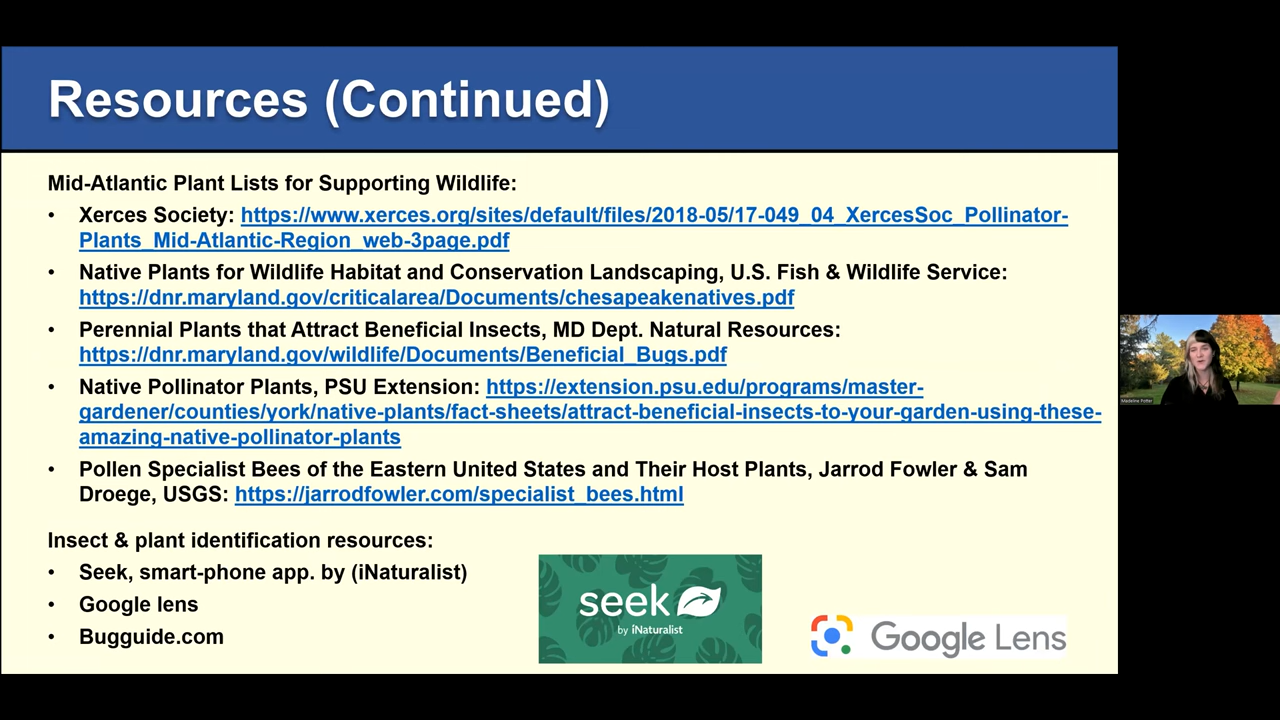 Resources (Continued)
Mid-Atlantic Plant Lists for Supporting Wildlife:
• Xerces Society: https://www.xerces.org/sites/default/files/2018-05/17-049_04_XercesSoc_Pollinator-
Plants_Mid-Atlantic-Region_web-3page.pdf
• Native Plants for Wildlife Habitat and Conservation Landscaping, U.S. Fish & Wildlife Service:
https://dnr.maryland.gov/criticalarea/Documents/chesapeakenatives.pdf
• Perennial Plants that Attract Beneficial Insects, MD Dept. Natural Resources:
https://dnr.maryland.gov/wildlife/Documents/Beneficial_Bugs.pdf
• Native Pollinator Plants, PSU Extension: https://extension.psu.edu/programs/master-
gardener/counties/york/native-plants/fact-sheets/attract-beneficial-insects-to-your-garden-using-these-
amazing-native-pollinator-plants
• Pollen Specialist Bees of the Eastern United States and Their Host Plants, Jarrod Fowler & Sam
Droege, USGS: https://jarrodfowler.com/specialist_bees.html
Insect & plant identification resources:
• Seek, smart-phone app. by (iNaturalist)
• Google lens
• Bugguide.com
seek
by iNaturalist
Google Lens
Madeline Potter